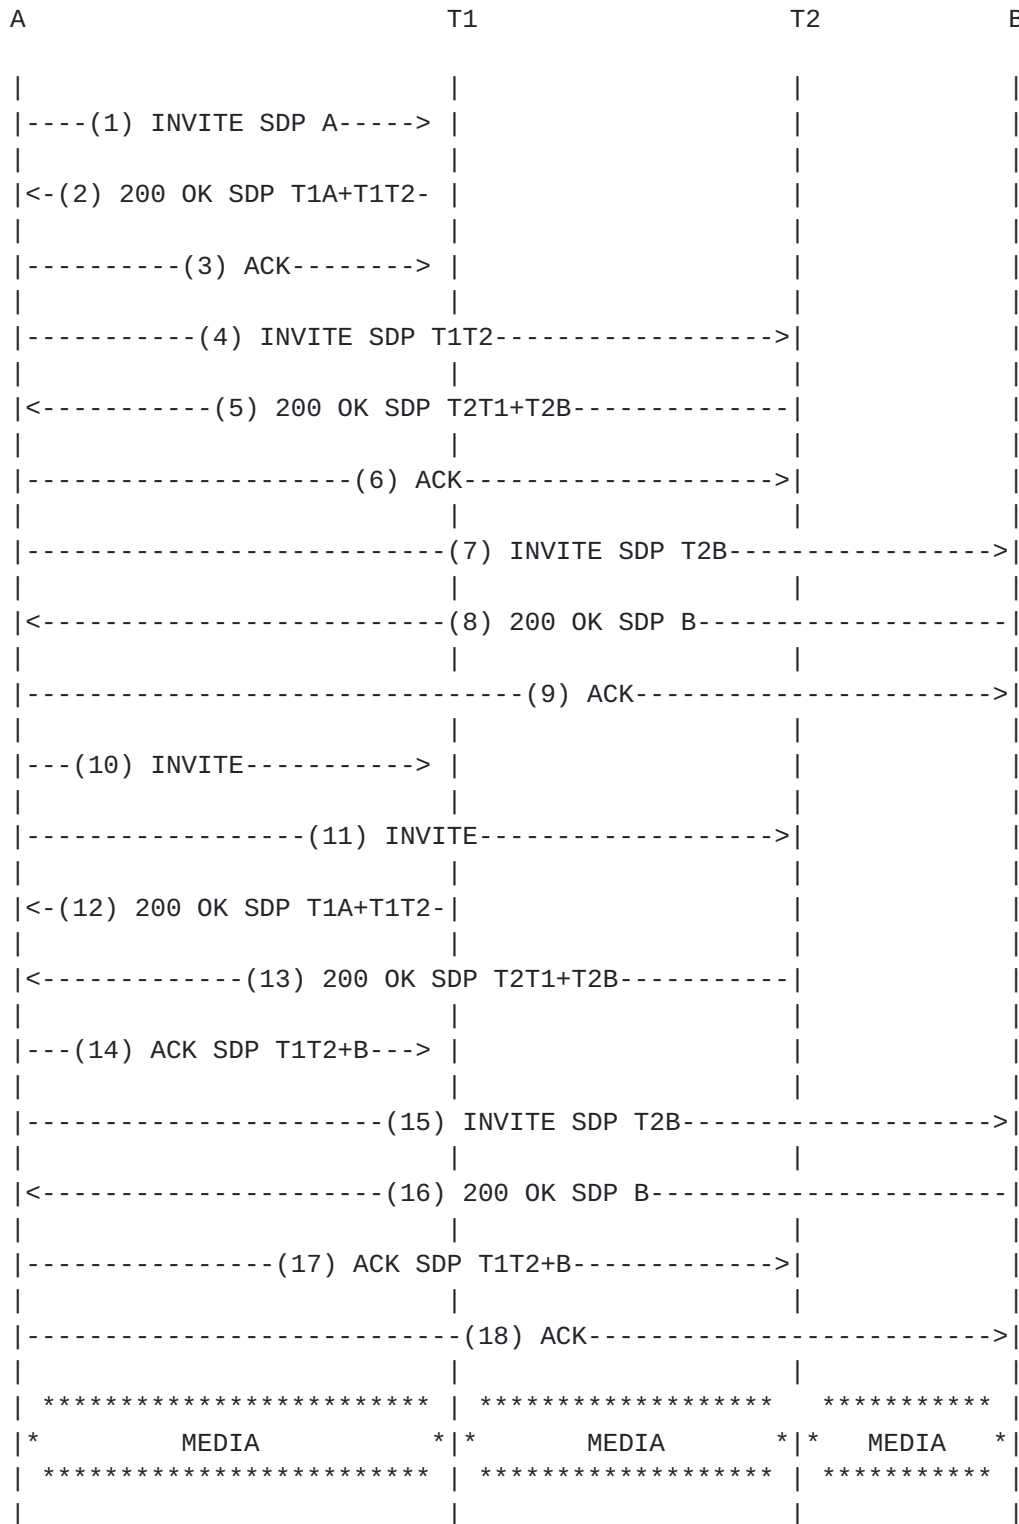 A T1 T2 B
| | | |
|----(1) INVITE SDP A-----> | | |
| | | |
|<-(2) 200 OK SDP T1A+T1T2- | | |
| | | |
|----------(3) ACK--------> | | |
| | | |
|-----------(4) INVITE SDP T1T2------------------>| |
| | | |
|<-----------(5) 200 OK SDP T2T1+T2B--------------| |
| | | |
|---------------------(6) ACK-------------------->| |
| | | |
|---------------------------(7) INVITE SDP T2B----------------->|
| | | |
|<--------------------------(8) 200 OK SDP B--------------------|
| | | |
|--------------------------------(9) ACK----------------------->|
| | | |
|---(10) INVITE-----------> | | |
| | | |
|------------------(11) INVITE------------------->| |
| | | |
|<-(12) 200 OK SDP T1A+T1T2-| | |
| | | |
|<-------------(13) 200 OK SDP T2T1+T2B-----------| |
| | | |
|---(14) ACK SDP T1T2+B---> | | |
| | | |
|-----------------------(15) INVITE SDP T2B-------------------->|
| | | |
|<----------------------(16) 200 OK SDP B-----------------------|
| | | |
|----------------(17) ACK SDP T1T2+B------------->| |
| | | |
|----------------------------(18) ACK-------------------------->|
| | | |
| ************************* | ******************* *********** |
|* MEDIA *|* MEDIA *|* MEDIA *|
| ************************* | ******************* | *********** |
| | | |